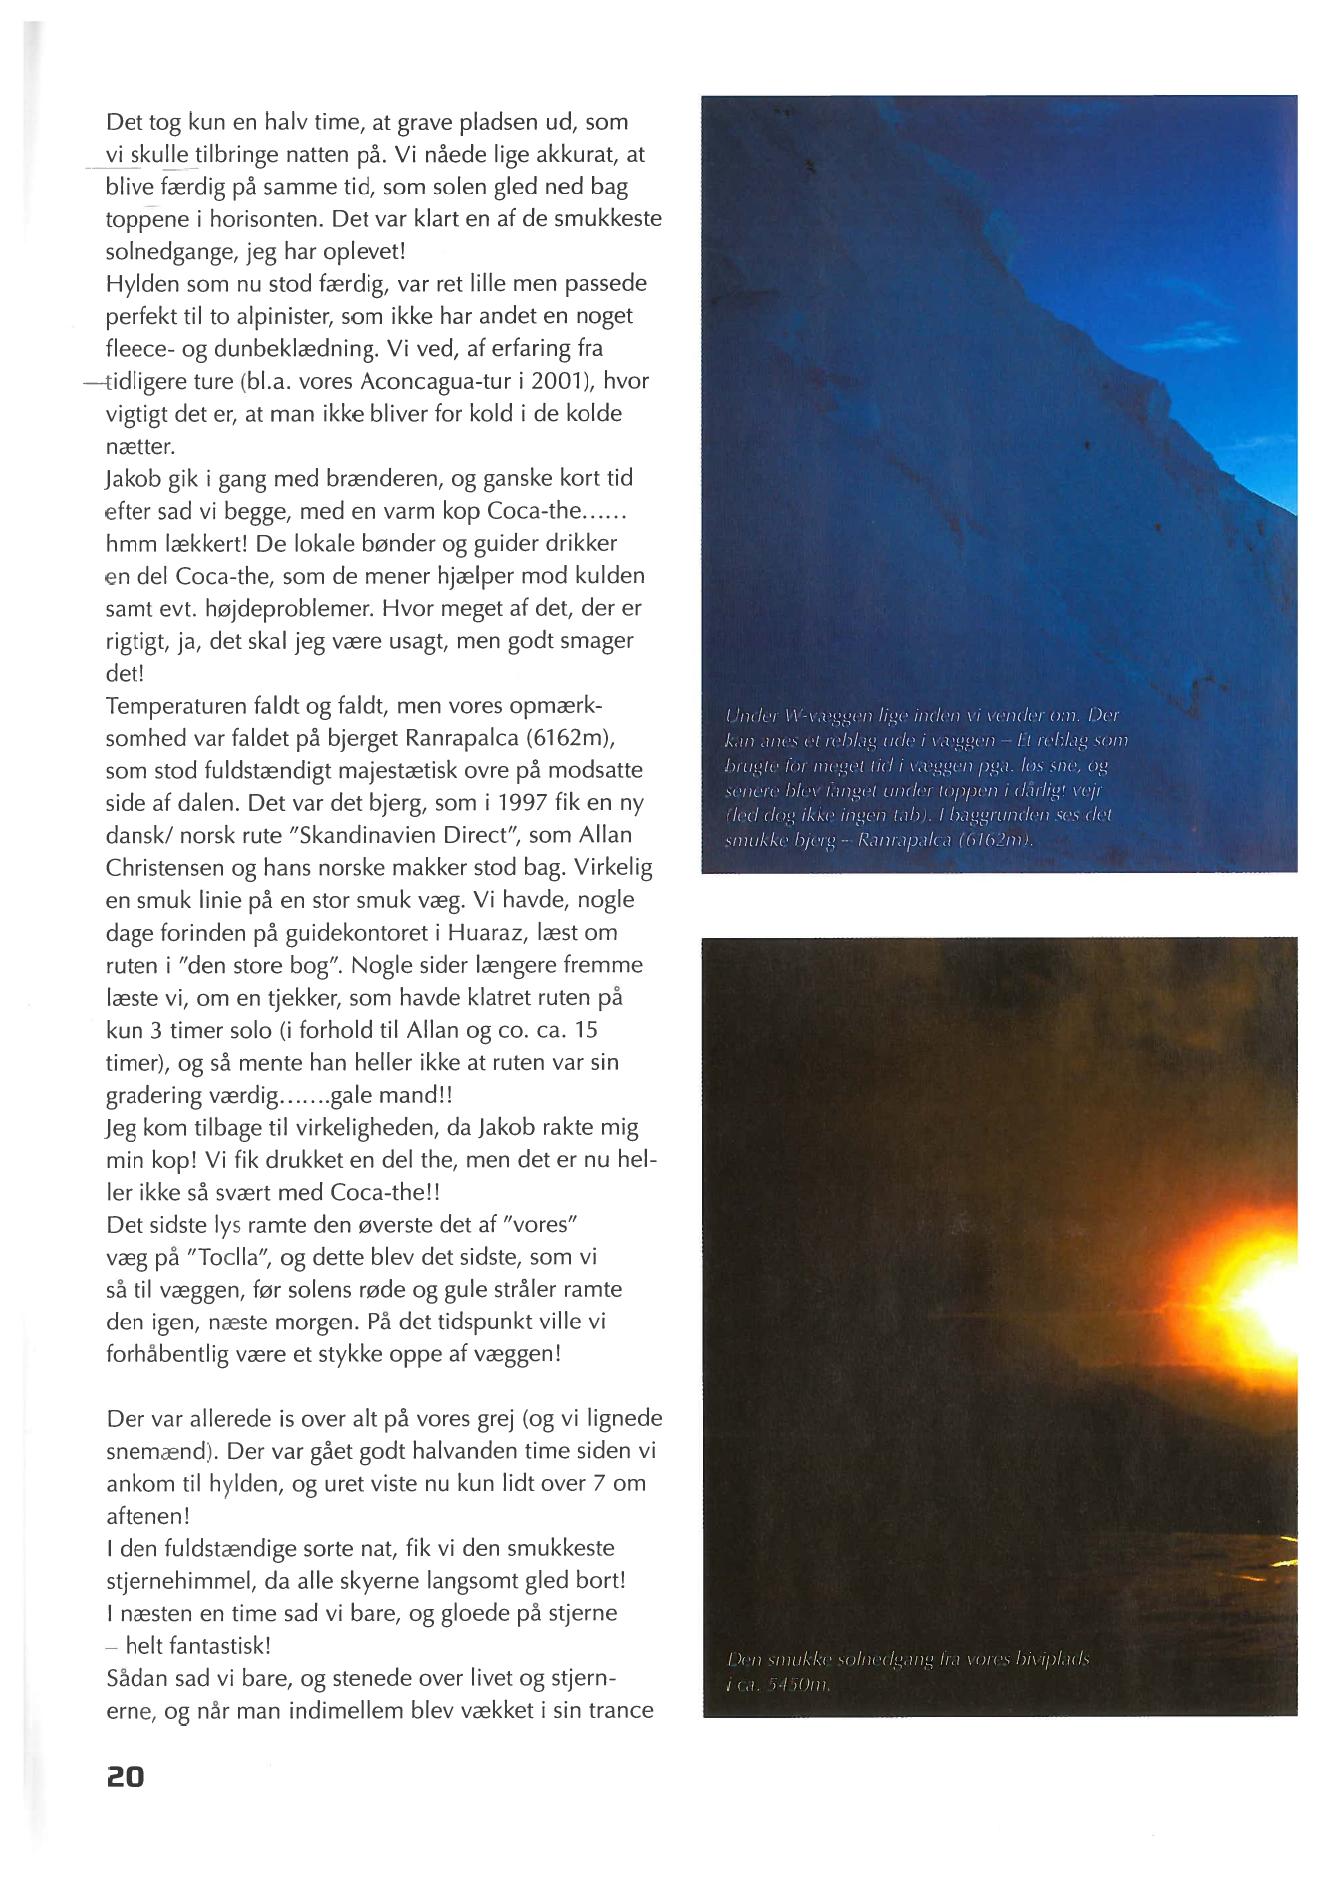 Det tog kun en halv time, at grave pladsen ud, som
vi skulle tilbringe natten på. Vi nåede lige akkurat, at
blive færdig på samme tid, som solen gled ned bag
toppene i horisonten. Det var klart en af de smukkeste
solnedgange, jeg har oplevet!
Hylden som nu stod færdig, var ret lille men passede
perfekt til to alpinister, som ikke har andet en noget
fleece- og dunbeklædning. Vi ved, af erfaring fra
tidligere ture (bl.a. vores Aconcagua-tur i 2001), hvor
vigtigt det er, at man ikke bliver for kold i de kolde
nætter.
Jakob gik i gang med brænderen, og ganske kort tid
efter sad vi begge, med en varm kop Coca-the......
hmm lækkert! De lokale bønder og guider drikker
en del Coca-the, som de mener hjælper mod kulden
samt evt. højdeproblemer. Hvor meget af det, der er
rigtigt, ja, det skal jeg være usagt, men godt smager
det!
Temperaturen faldt og faldt, men vores opmærk-
somhed var faldet på bjerget Ranrapalca (6162m),
som stod fuldstændigt majestætisk ovre på modsatte
side af dalen. Det var det bjerg, som i 1997 fik en ny
dansk/ norsk rute "Skandinavien Direct", som Allan
Christensen og hans norske makker stod bag. Virkelig
en smuk linie på en stor smuk væg. Vi havde, nogle
dage forinden på guidekontoret i Huaraz, læst om
ruten i "den store bog". Nogle sider længere fremme
læste vi, om en tjekker, som havde klatret ruten på
kun 3 timer solo (i forhold til Allan og co. ca. 15
timer), og så mente han heller ikke at ruten var sin
gradering værdig.......gale mand!!
Jeg kom tilbage til virkeligheden, da Jakob rakte mig
min kop! Vi fik drukket en del the, men det er nu hel-
ler ikke så svært med Coca-the!!
Det sidste lys ramte den øverste det af "vores"
væg på "Toclla", og dette blev det sidste, som vi
så til væggen, før solens røde og gule stråler ramte
den igen, næste morgen. På det tidspunkt ville vi
forhåbentlig være et stykke oppe af væggen!
Der var allerede is over alt på vores grej (og vi lignede
snemænd). Der var gået godt halvanden time siden vi
ankom til hylden, og uret viste nu kun lidt over 7 om
aftenen!
I den fuldstændige sorte nat, fik vi den smukkeste
stjernehimmel, da alle skyerne langsomt gled bort!
I næsten en time sad vi bare, og gloede på stjerne
– helt fantastisk!
Sådan sad vi bare, og stenede over livet og stjern-
erne, og når man indimellem blev vækket i sin trance
20
Under W-væggen lige inden vi vender om. Der
kan anes et reblag ude i væggen – Et reblag som
brugte for meget tid i væggen pga. løs sne, og
senere blev fanget under toppen i dårligt vejr
(led dog ikke ingen tab). I baggrunden ses det
smukke bjerg – Ranrapalca (6162m).
Den smukke solnedgang fra vores biviplads
i ca. 5450m.